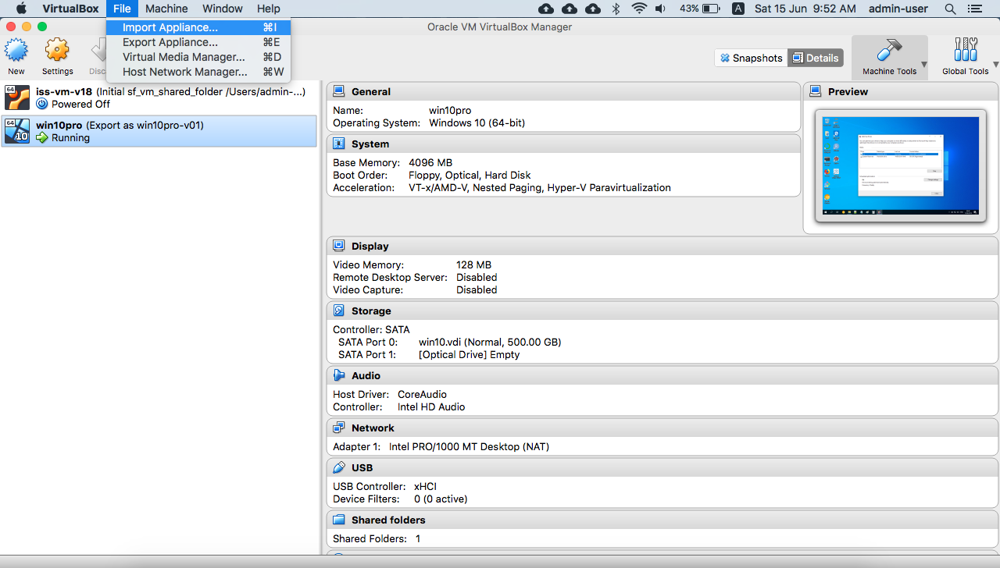 VirtualBox File Machine Window Help 43% A Sat 15 Jun 9:52 AM admin-user
Import Appliance... ⌘I
Export Appliance... ⌘E
Virtual Media Manager... ⌘D
Host Network Manager... ⌘W
Oracle VM VirtualBox Manager
New Settings Disc
Snapshots Details
Machine Tools Global Tools
64 iss-vm-v18 (Initial sf_vm_shared_folder /Users/admin-...)
Powered Off
64 10 win10pro (Export as win10pro-v01)
Running
General
Name: win10pro
Operating System: Windows 10 (64-bit)
System
Base Memory: 4096 MB
Boot Order: Floppy, Optical, Hard Disk
Acceleration: VT-x/AMD-V, Nested Paging, Hyper-V Paravirtualization
Preview
Display
Video Memory: 128 MB
Remote Desktop Server: Disabled
Video Capture: Disabled
Storage
Controller: SATA
SATA Port 0: win10.vdi (Normal, 500.00 GB)
SATA Port 1: [Optical Drive] Empty
Audio
Host Driver: CoreAudio
Controller: Intel HD Audio
Network
Adapter 1: Intel PRO/1000 MT Desktop (NAT)
USB
USB Controller: xHCI
Device Filters: 0 (0 active)
Shared folders
Shared Folders: 1